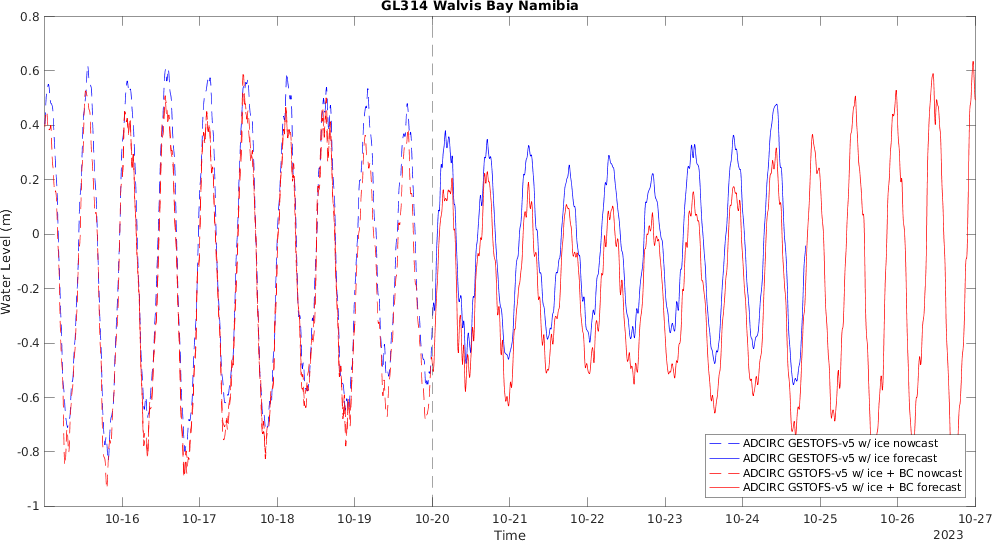 GL314 Walvis Bay Namibia
0.8
0.6
0.4
0.2
0
-0.2
-0.4
-0.6
-0.8
-1
Water Level (m)
ADCIRC GESTOFS-v5 w/ ice nowcast
ADCIRC GESTOFS-v5 w/ ice forecast
ADCIRC GSTOFS-v5 w/ ice + BC nowcast
ADCIRC GSTOFS-v5 w/ ice + BC forecast
10-16 10-17 10-18 10-19 10-20 10-21 10-22 10-23 10-24 10-25 10-26 10-27
Time
2023